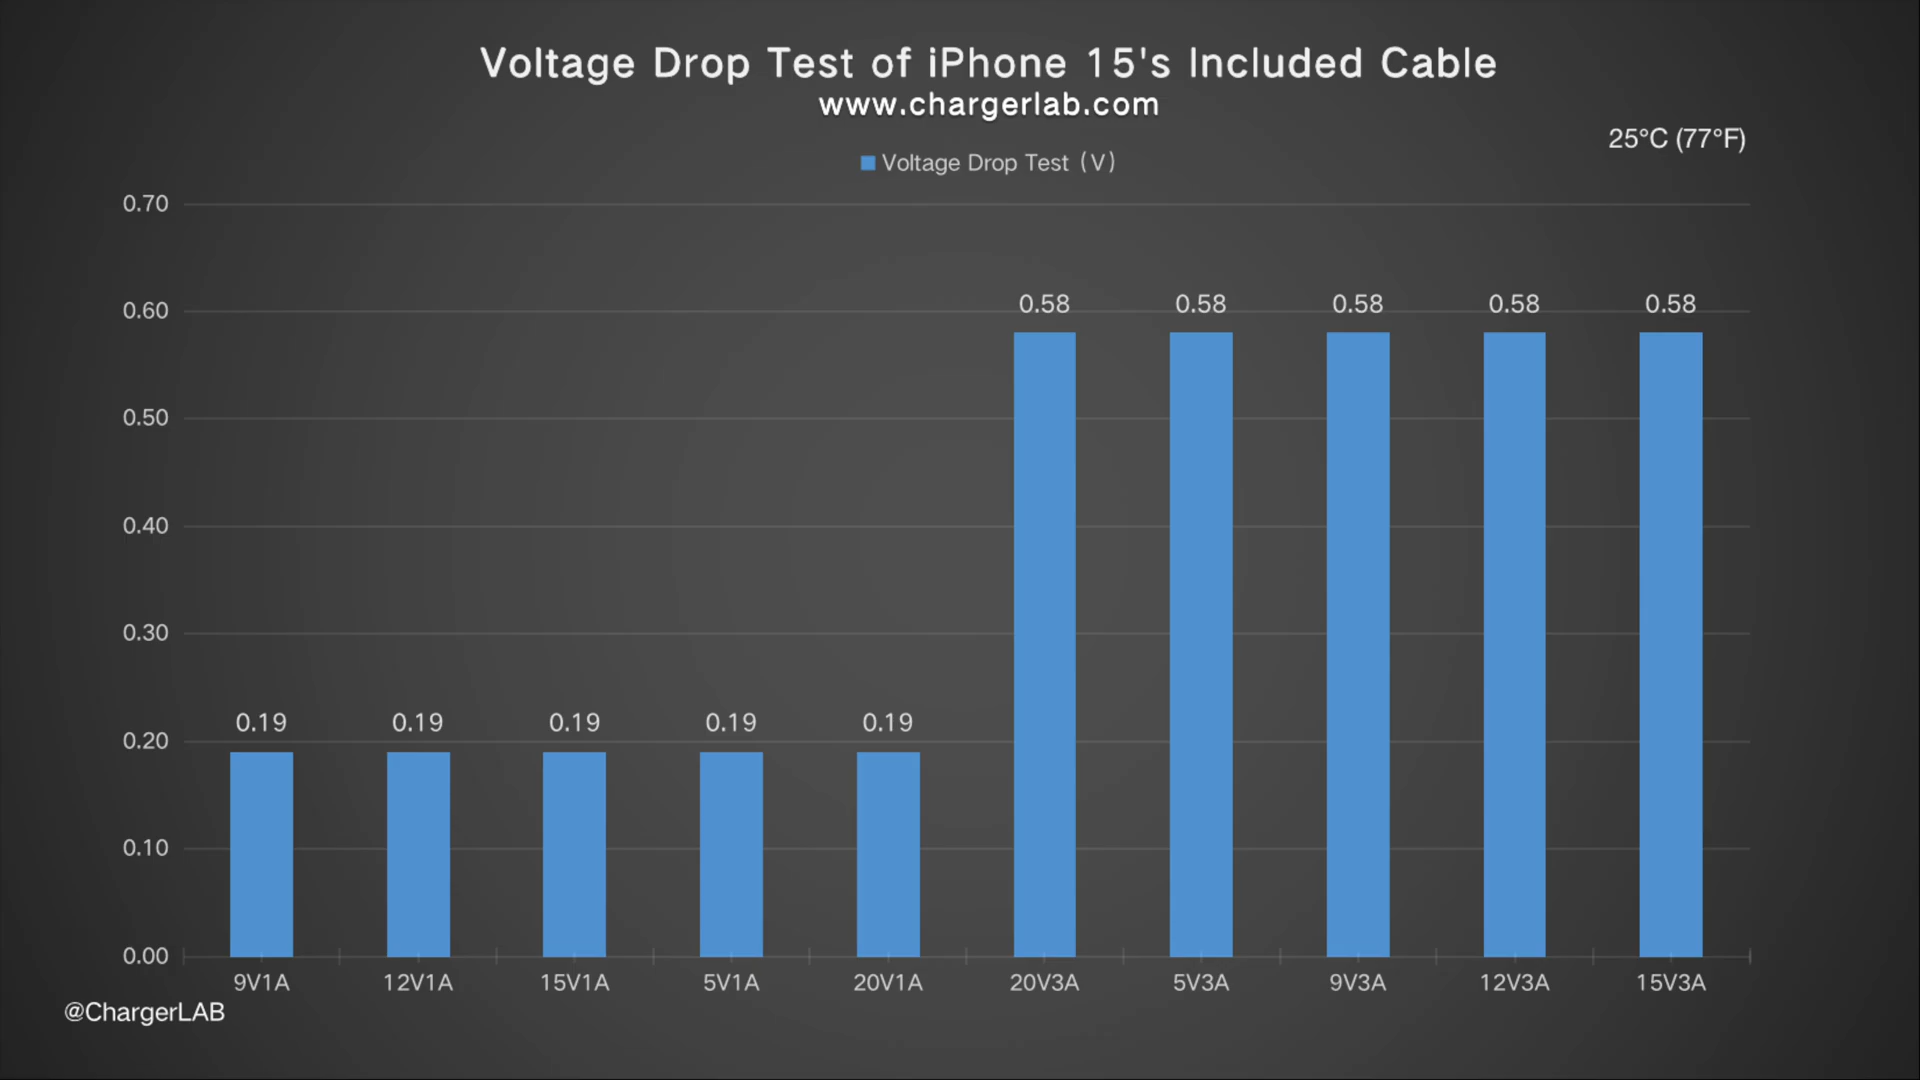 Voltage Drop Test of iPhone 15's Included Cable
www.chargerlab.com
25°C (77°F)
Voltage Drop Test (V)
0.70
0.60
0.50
0.40
0.30
0.20
0.10
0.00
0.19 0.19 0.19 0.19 0.19 0.58 0.58 0.58 0.58 0.58
9V1A 12V1A 15V1A 5V1A 20V1A 20V3A 5V3A 9V3A 12V3A 15V3A
@ChargerLAB